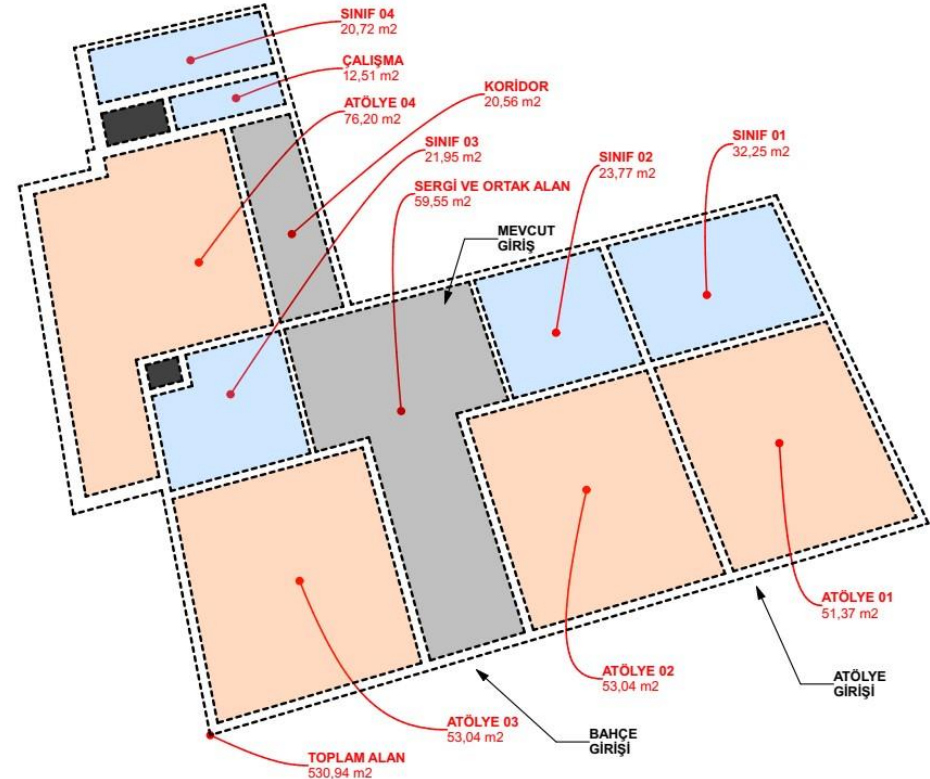 SINIF 04
20,72 m2
ÇALIŞMA
12,51 m2
KORİDOR
20,56 m2
ATÖLYE 04
76,20 m2
SINIF 03
21,95 m2
SINIF 02
23,77 m2
SINIF 01
32,25 m2
SERGİ VE ORTAK ALAN
59,55 m2
MEVCUT
GİRİŞ
ATÖLYE 01
51,37 m2
ATÖLYE 02
53,04 m2
ATÖLYE
GİRİŞİ
ATÖLYE 03
53,04 m2
BAHÇE
GİRİŞİ
TOPLAM ALAN
530,94 m2